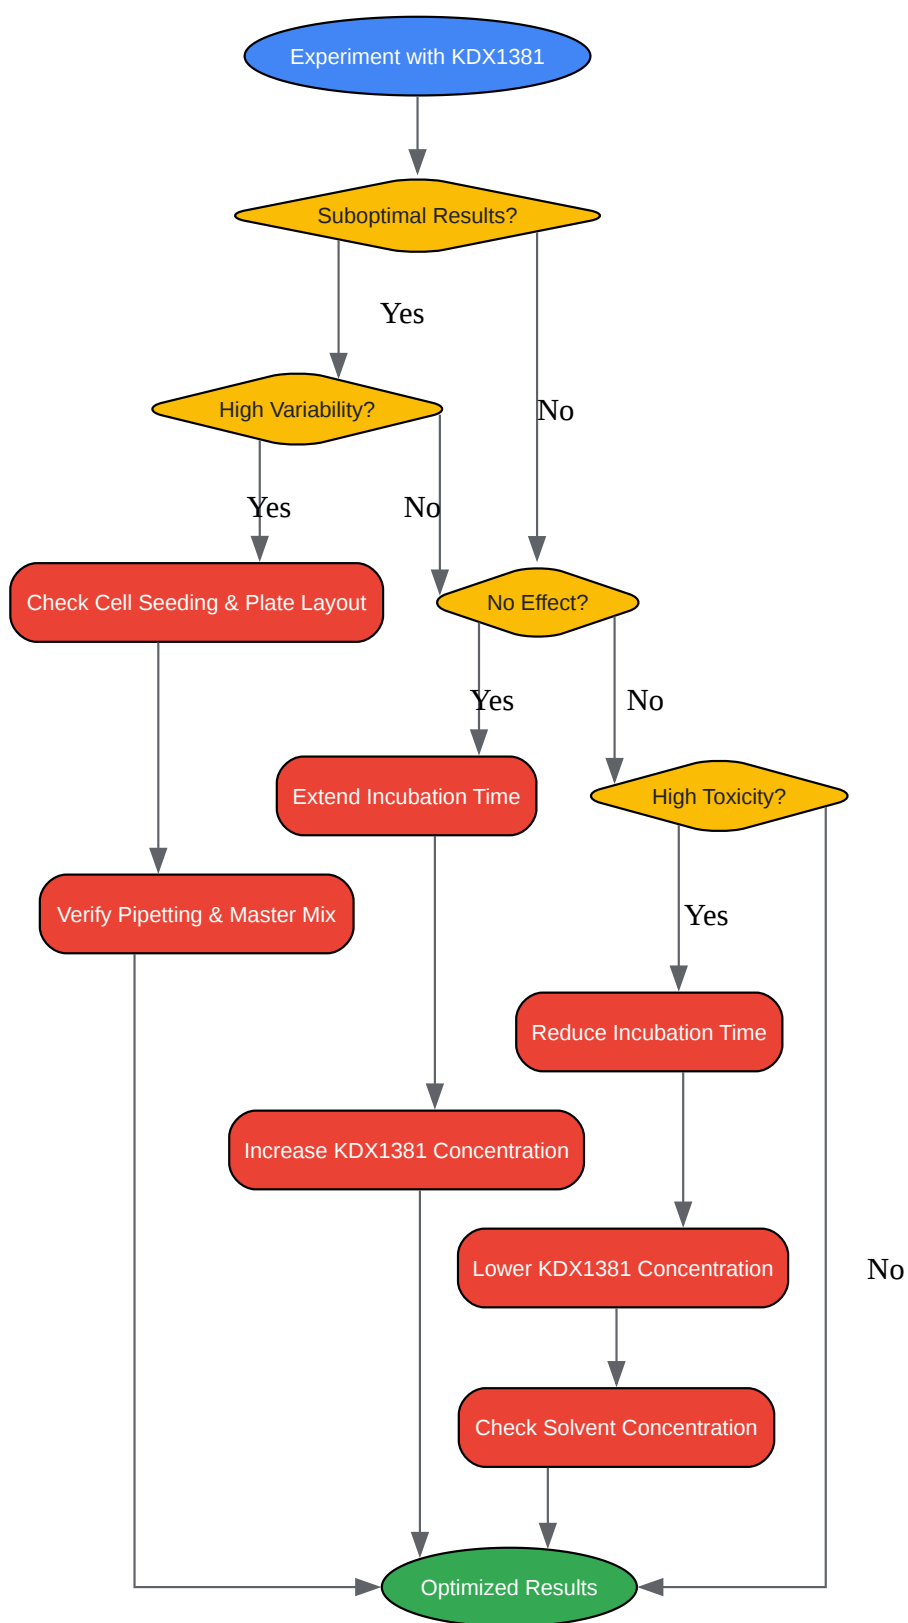 Experiment with KDX1381
Suboptimal Results?
Yes
High Variability?
No
Yes
No
Check Cell Seeding & Plate Layout
No Effect?
Yes
No
Extend Incubation Time
High Toxicity?
Verify Pipetting & Master Mix
Yes
Reduce Incubation Time
Increase KDX1381 Concentration
Lower KDX1381 Concentration
No
Check Solvent Concentration
Optimized Results